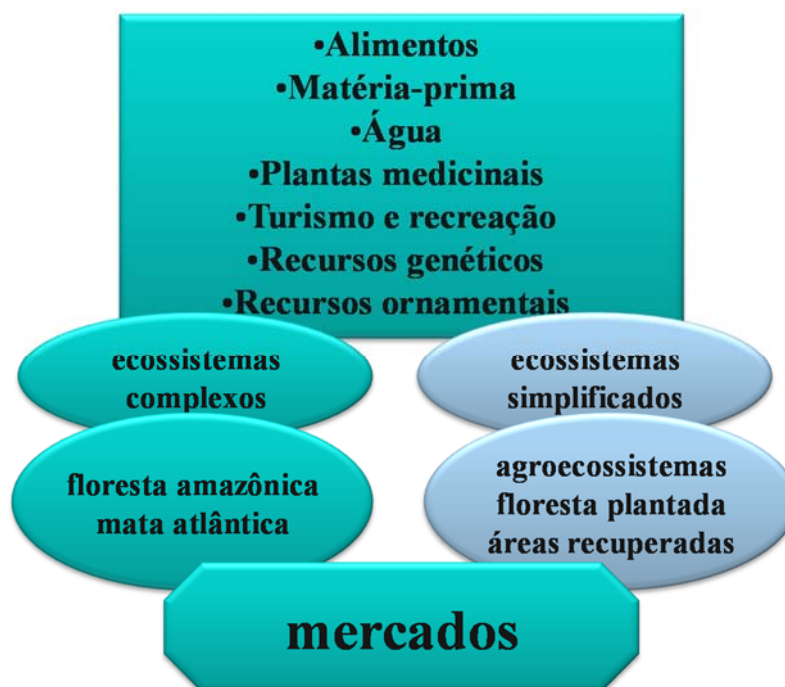 •Alimentos
•Matéria-prima
•Água
•Plantas medicinais
•Turismo e recreação
•Recursos genéticos
•Recursos ornamentais
ecossistemas
complexos
ecossistemas
simplificados
floresta amazônica
mata atlântica
agroecossistemas
floresta plantada
áreas recuperadas
mercados